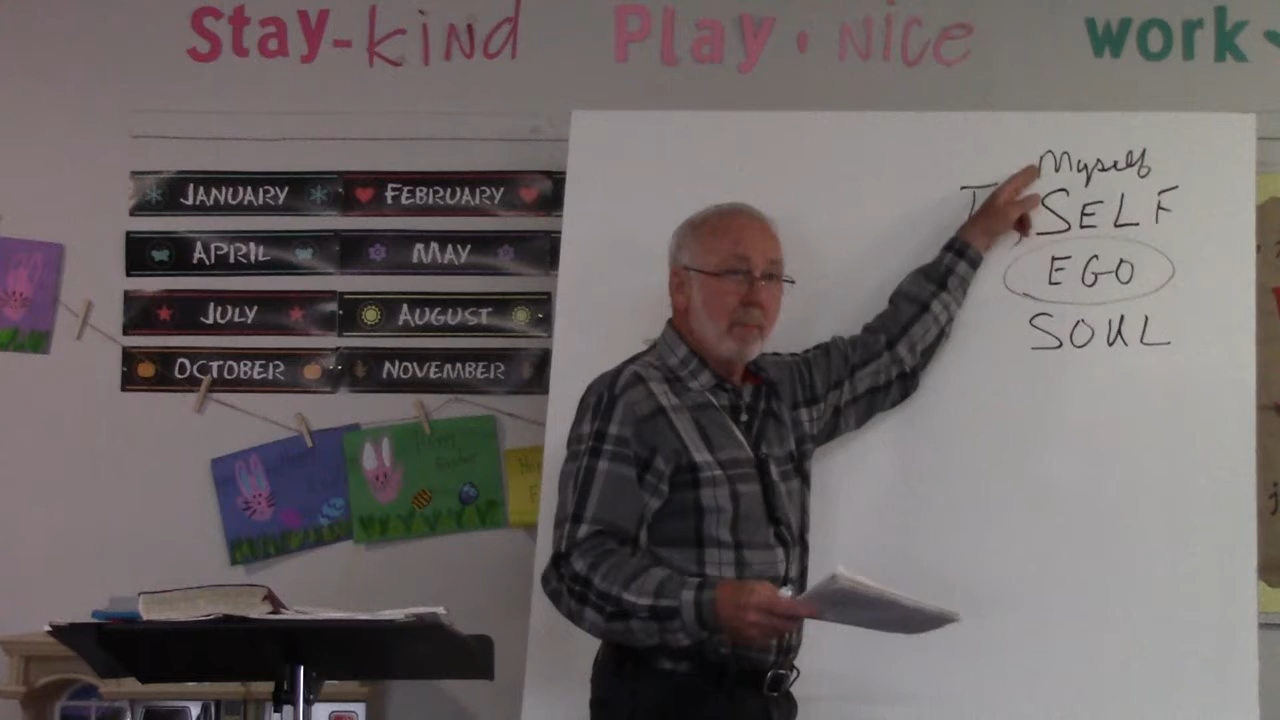 Stay-kind Play · nice work
JANUARY FEBRUARY
APRIL MAY
JULY AUGUST
OCTOBER NOVEMBER
Myself
SELF
EGO
SOUL